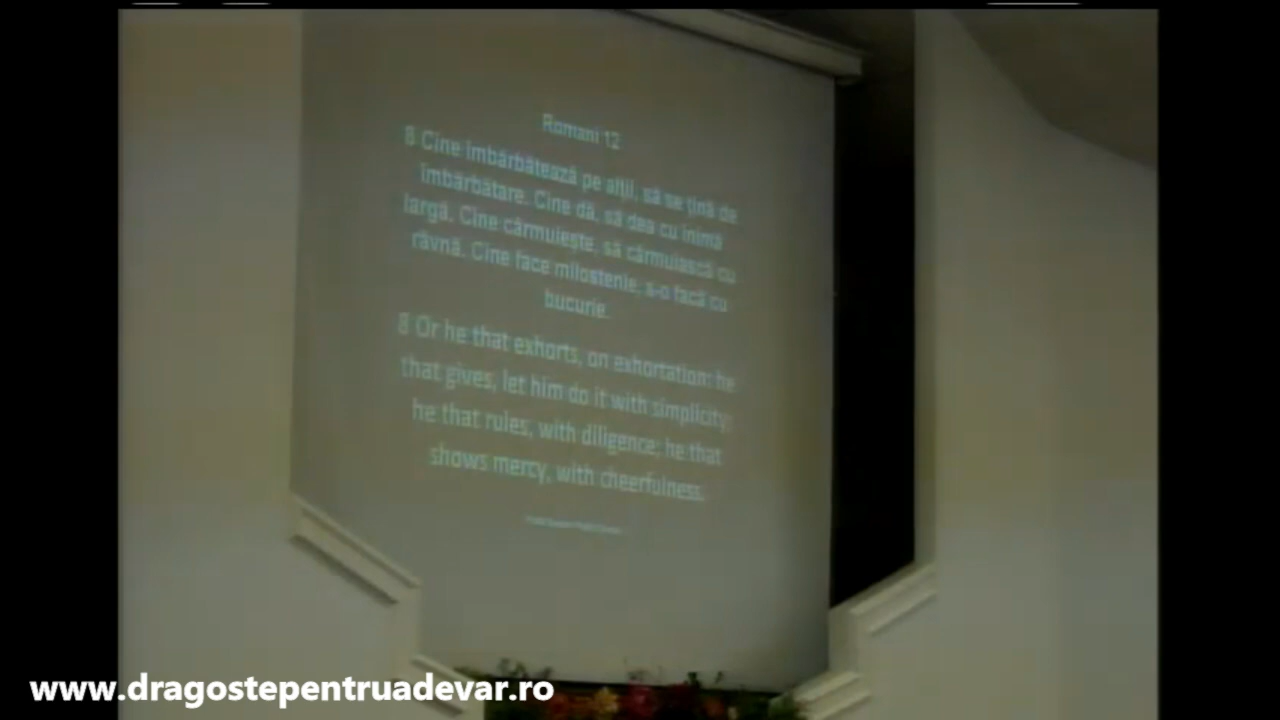 Romani 12
8 Cine îmbărbătează pe alții, să se țină de
îmbărbătare. Cine dă, să dea cu inimă
largă. Cine cârmuiește, să cârmuiască cu
râvnă. Cine face milostenie, s-o facă cu
bucurie.
8 Or he that exhorts, on exhortation: he
that gives, let him do it with simplicity;
he that rules, with diligence; he that
shows mercy, with cheerfulness.
www.dragostepentruadevar.ro